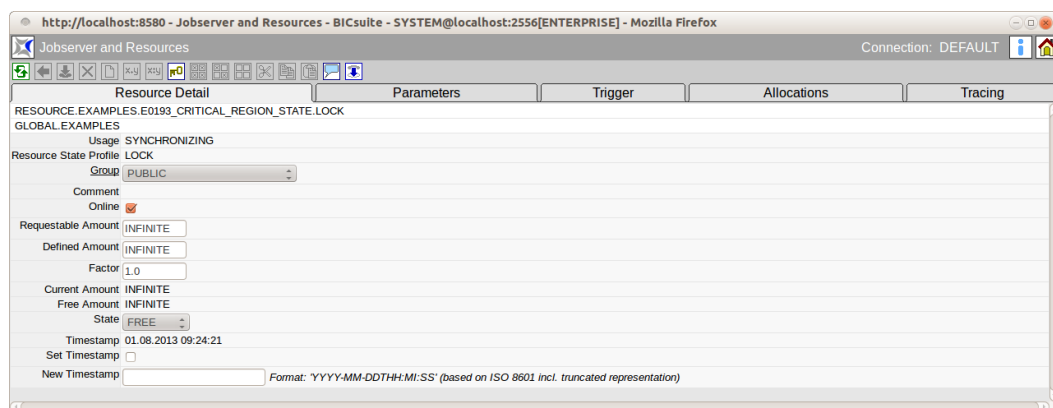 http://localhost:8580 - Jobserver and Resources - BICsuite - SYSTEM@localhost:2556[ENTERPRISE] - Mozilla Firefox
Jobserver and Resources Connection: DEFAULT
Resource Detail Parameters Trigger Allocations Tracing
RESOURCE.EXAMPLES.E0193_CRITICAL_REGION_STATE.LOCK
GLOBAL.EXAMPLES
Usage SYNCHRONIZING
Resource State Profile LOCK
Group PUBLIC
Comment
Online
Requestable Amount INFINITE
Defined Amount INFINITE
Factor 1.0
Current Amount INFINITE
Free Amount INFINITE
State FREE
Timestamp 01.08.2013 09:24:21
Set Timestamp
New Timestamp Format: 'YYYY-MM-DDTHH:MI:SS' (based on ISO 8601 incl. truncated representation)